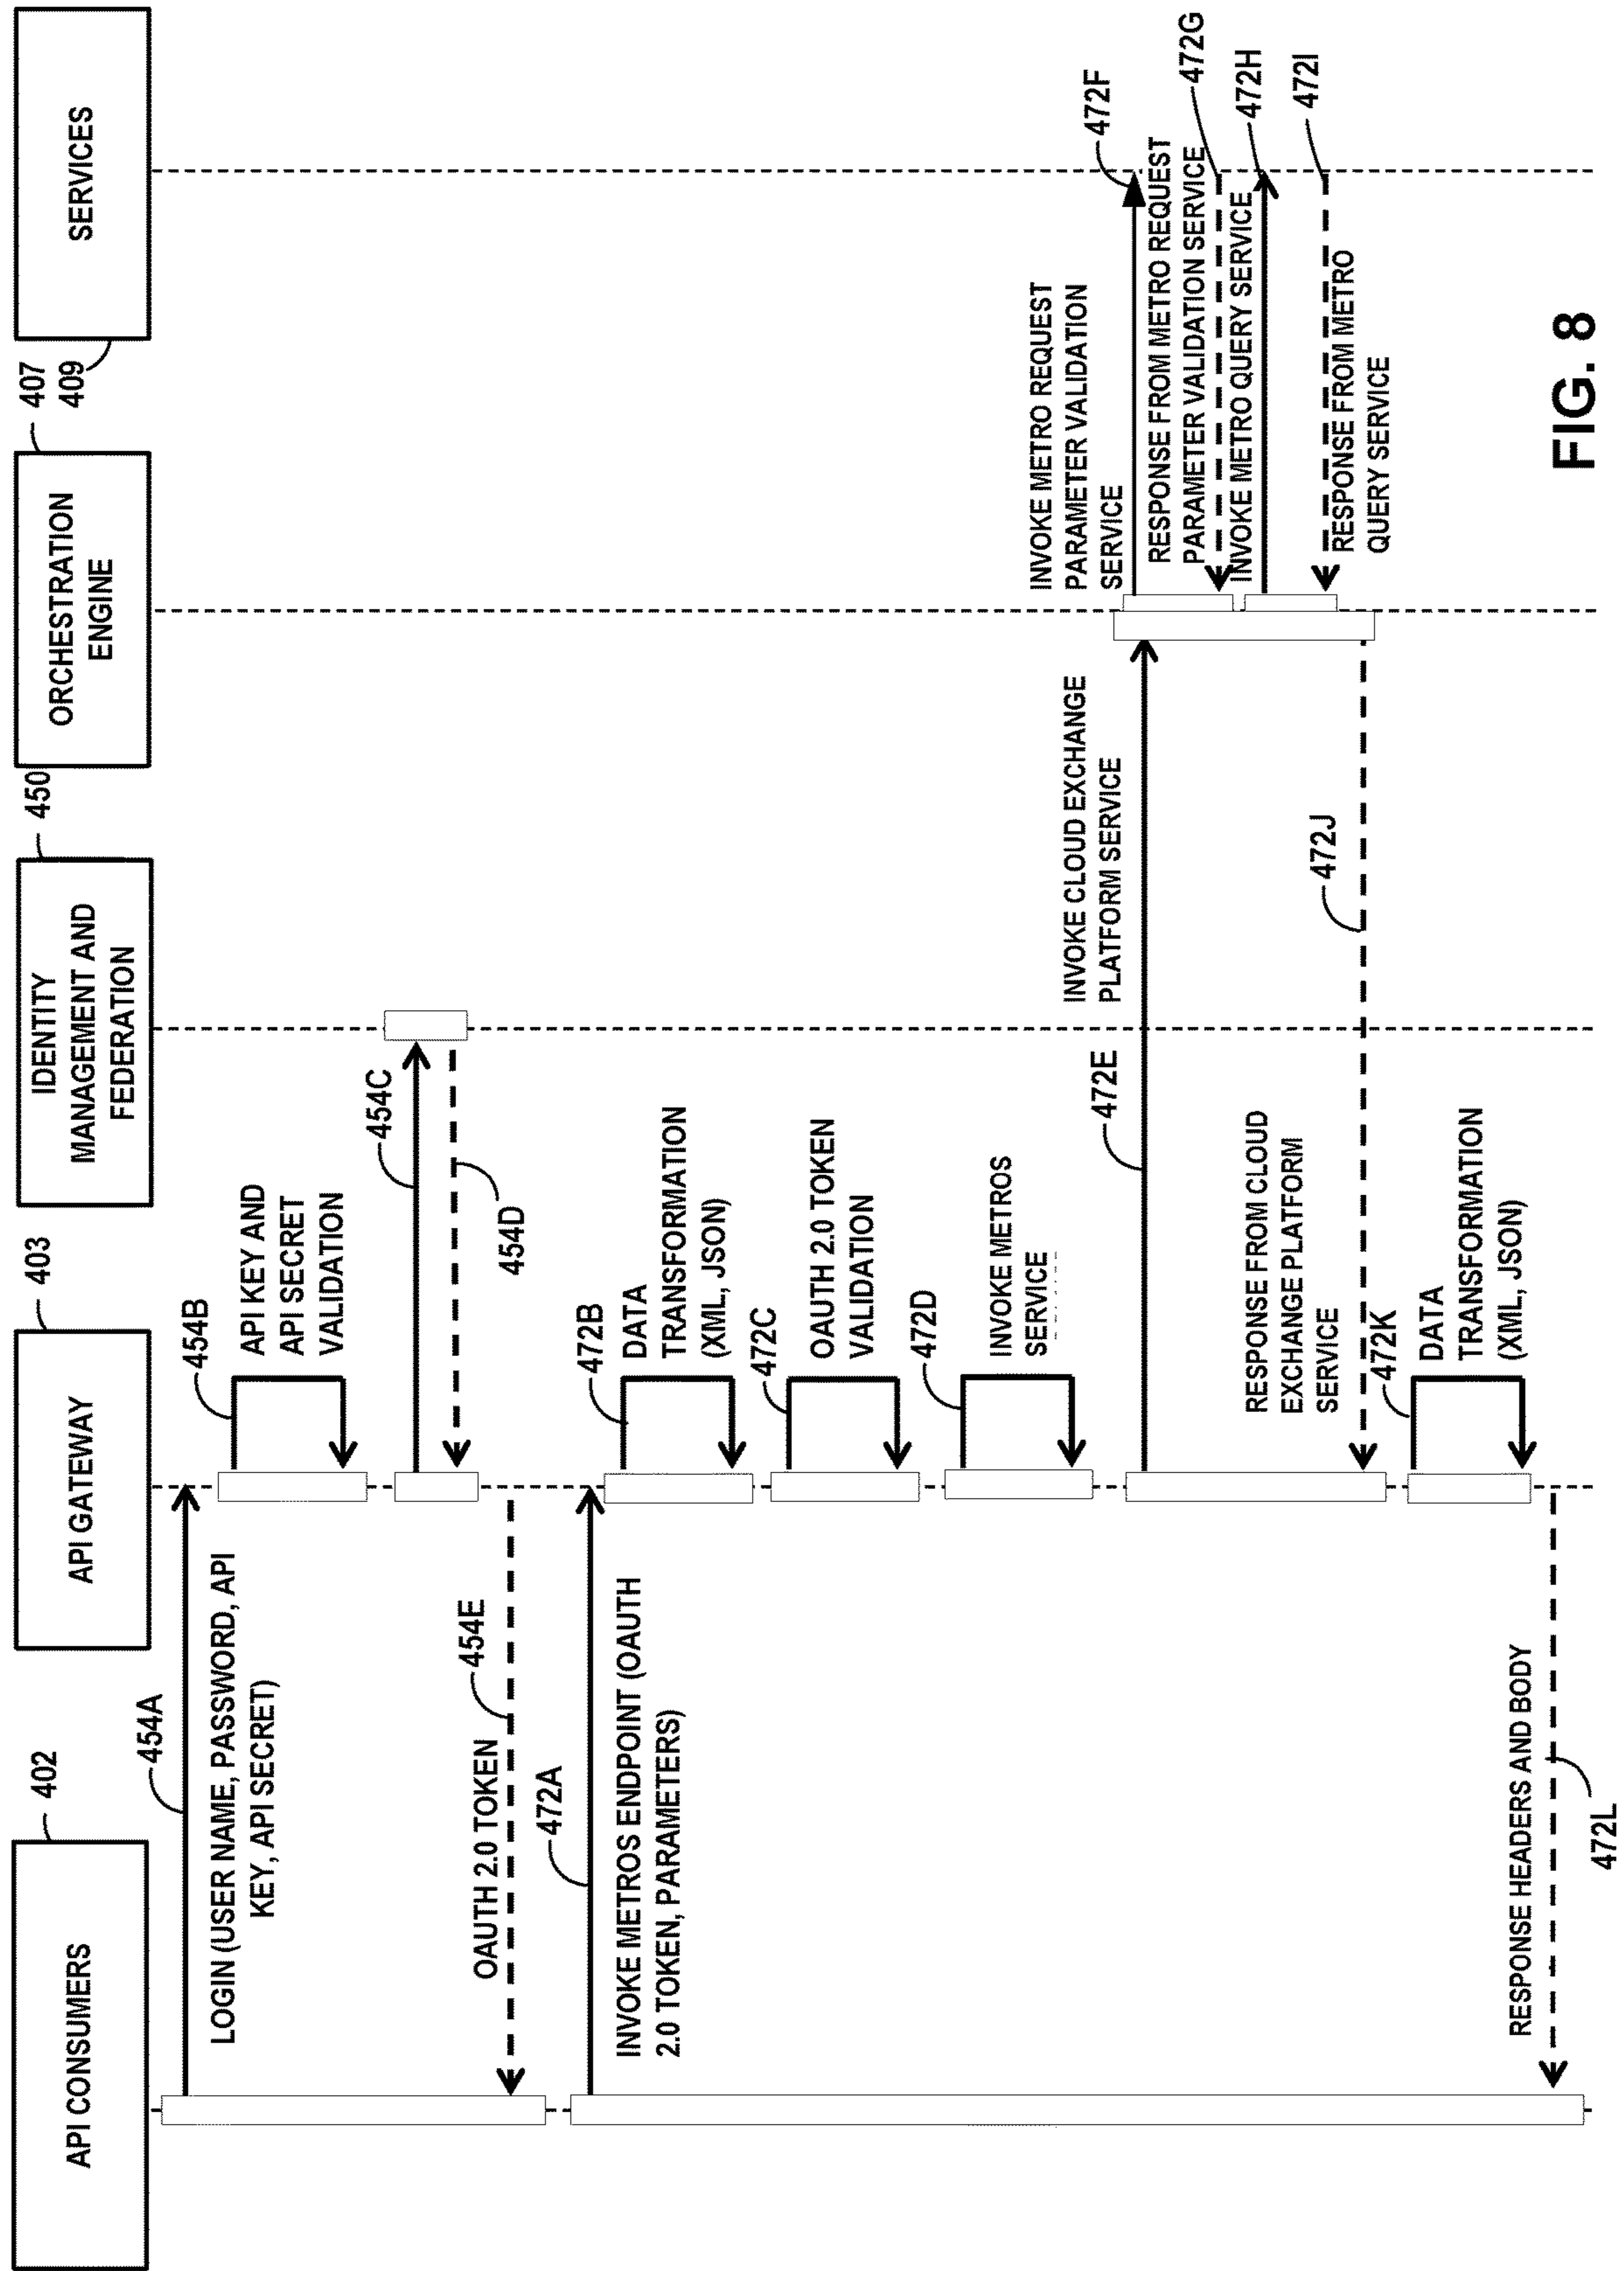 API CONSUMERS
402
API GATEWAY
403
IDENTITY
MANAGEMENT AND
FEDERATION
450
ORCHESTRATION
ENGINE
407
SERVICES
409
454A
LOGIN (USER NAME, PASSWORD, API
KEY, API SECRET)
454B
API KEY AND
API SECRET
VALIDATION
454C
454D
OAUTH 2.0 TOKEN
454E
472A
INVOKE METROS ENDPOINT (OAUTH
2.0 TOKEN, PARAMETERS)
472B
DATA
TRANSFORMATION
(XML, JSON)
472C
OAUTH 2.0 TOKEN
VALIDATION
472D
INVOKE METROS
SERVICE
472E
INVOKE CLOUD EXCHANGE
PLATFORM SERVICE
INVOKE METRO REQUEST
PARAMETER VALIDATION
SERVICE
472F
RESPONSE FROM METRO REQUEST
PARAMETER VALIDATION SERVICE
472G
INVOKE METRO QUERY SERVICE
472H
472I
RESPONSE FROM METRO
QUERY SERVICE
RESPONSE FROM CLOUD
EXCHANGE PLATFORM
SERVICE
472J
472K
DATA
TRANSFORMATION
(XML, JSON)
RESPONSE HEADERS AND BODY
472L
FIG. 8